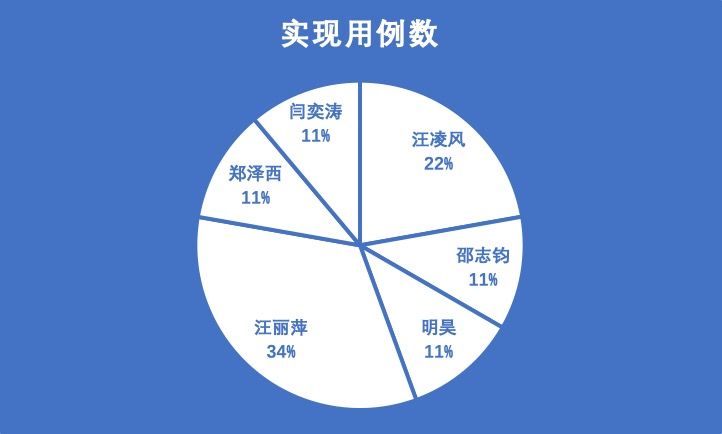 实现用例数
闫奕涛
11%
汪凌风
22%
郑泽西
11%
邵志钧
11%
汪丽萍
34%
明昊
11%